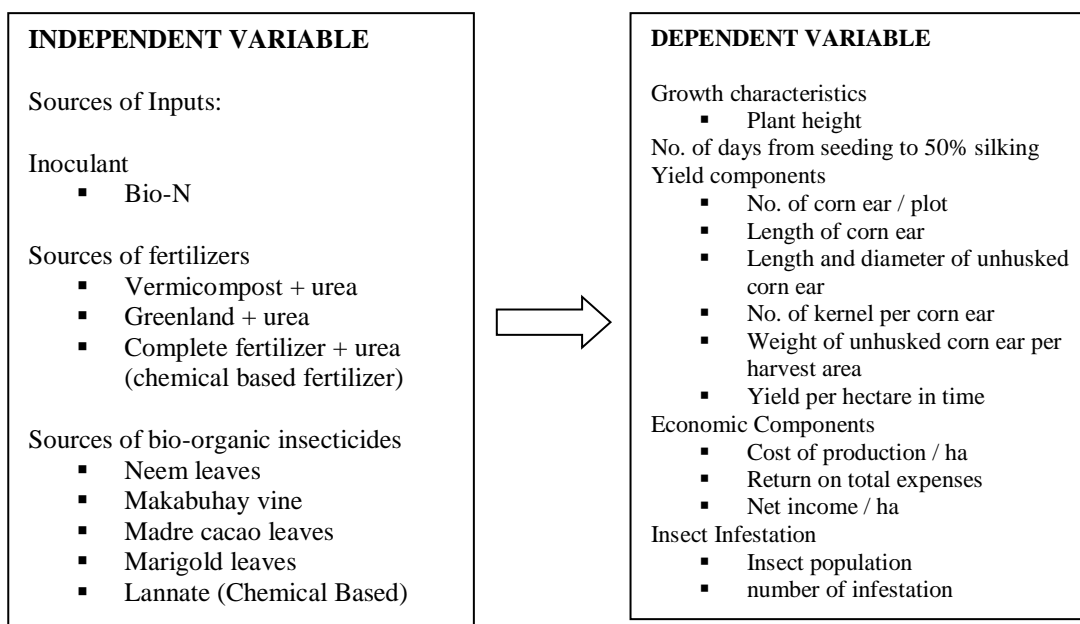 INDEPENDENT VARIABLE
Sources of Inputs:
Inoculant
▪ Bio-N
Sources of fertilizers
▪ Vermicompost + urea
▪ Greenland + urea
▪ Complete fertilizer + urea
(chemical based fertilizer)
Sources of bio-organic insecticides
▪ Neem leaves
▪ Makabuhay vine
▪ Madre cacao leaves
▪ Marigold leaves
▪ Lannate (Chemical Based)
DEPENDENT VARIABLE
Growth characteristics
▪ Plant height
No. of days from seeding to 50% silking
Yield components
▪ No. of corn ear / plot
▪ Length of corn ear
▪ Length and diameter of unhusked
corn ear
▪ No. of kernel per corn ear
▪ Weight of unhusked corn ear per
harvest area
▪ Yield per hectare in time
Economic Components
▪ Cost of production / ha
▪ Return on total expenses
▪ Net income / ha
Insect Infestation
▪ Insect population
▪ number of infestation